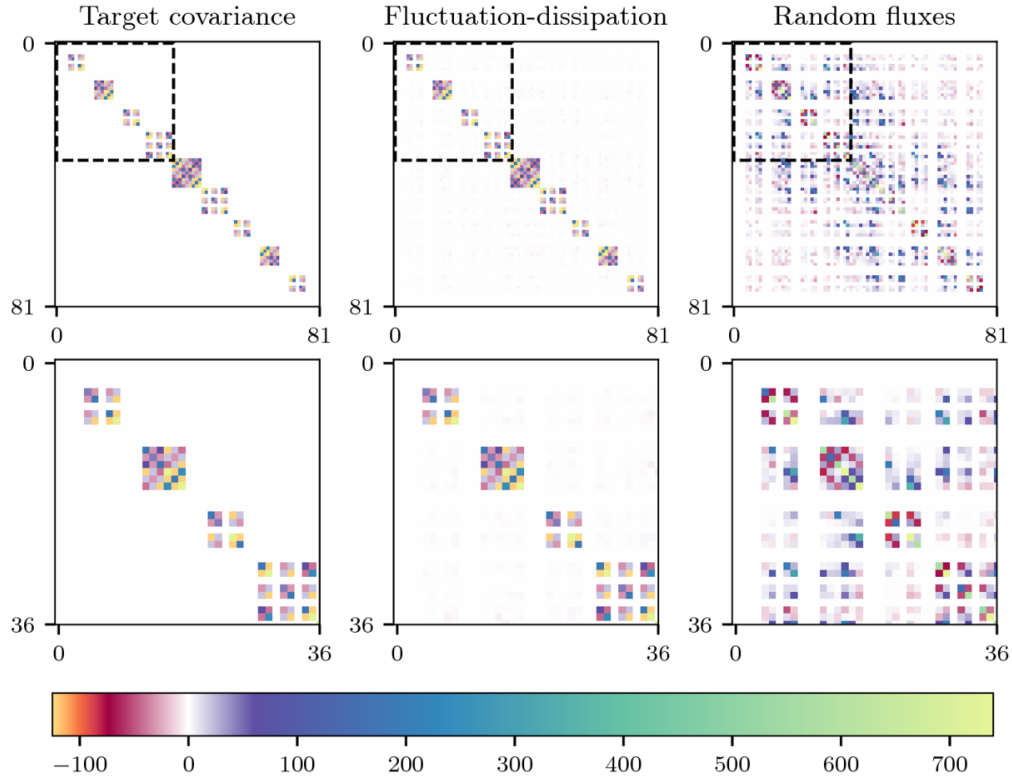 Target covariance Fluctuation-dissipation Random fluxes
0 0 0
81 81 81
0 81 0 81 0 81
0 0 0
36 36 36
0 36 0 36 0 36
−100 0 100 200 300 400 500 600 700